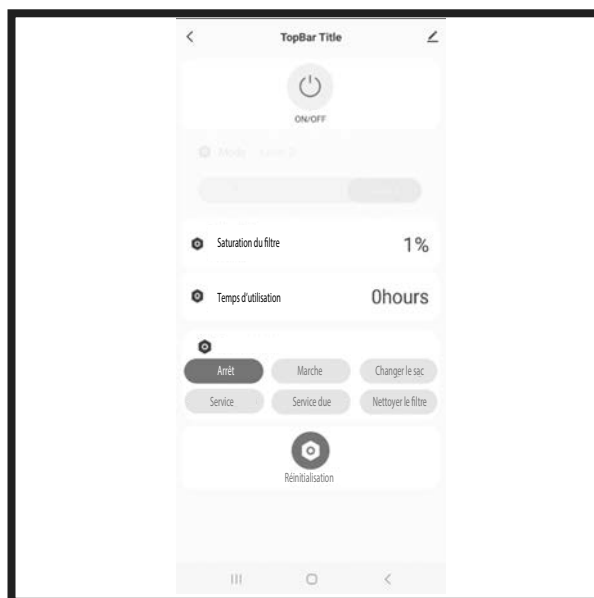 TopBar Title
ON/OFF
Mode
Saturation du filtre 1%
Temps d'utilisation 0hours
Arrêt Marche Changer le sac
Service Service due Nettoyer le filtre
Réinitialisation